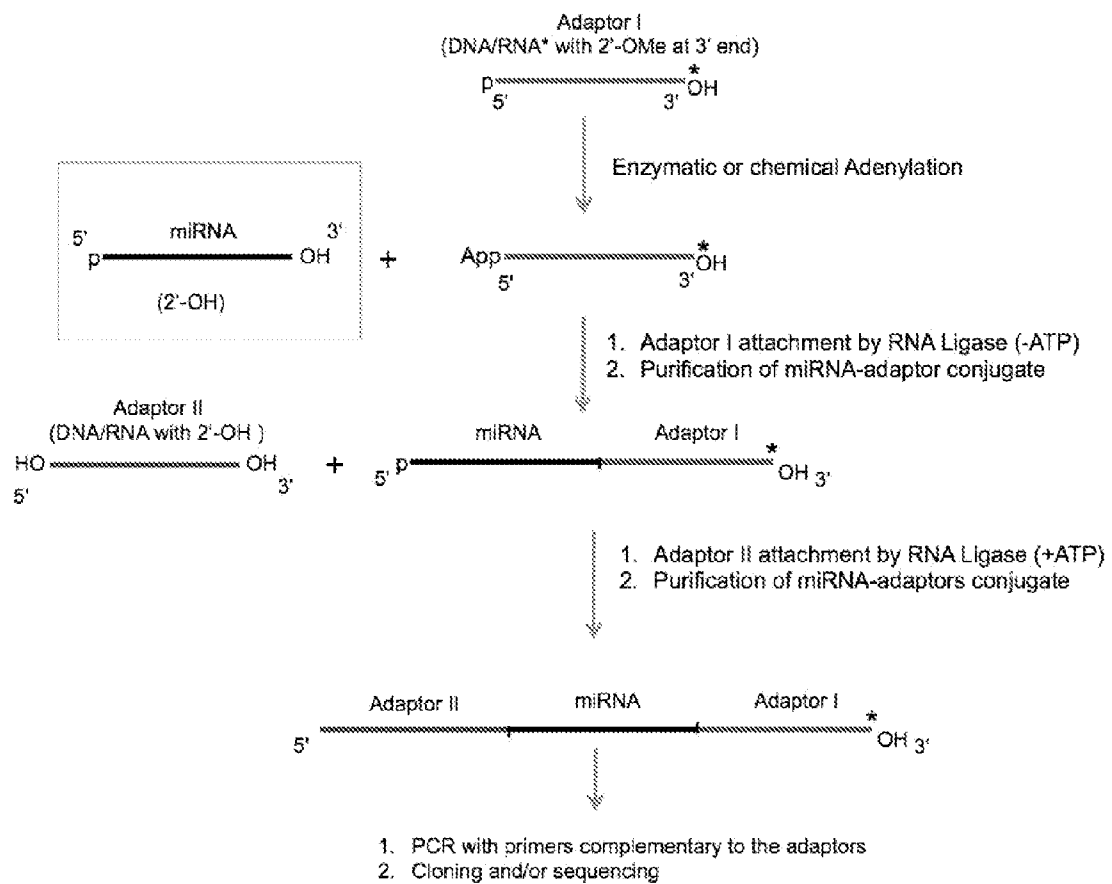 Adaptor I
(DNA/RNA* with 2'-OMe at 3' end)
p
*
OH
5'
3'
Enzymatic or chemical Adenylation
5'
miRNA
3'
p
OH
(2'-OH)
+
App
*
OH
5'
3'
1. Adaptor I attachment by RNA Ligase (-ATP)
2. Purification of miRNA-adaptor conjugate
Adaptor II
(DNA/RNA with 2'-OH )
HO
OH
5'
3'
+
miRNA
Adaptor I
5'
p
*
OH 3'
1. Adaptor II attachment by RNA Ligase (+ATP)
2. Purification of miRNA-adaptors conjugate
Adaptor II
miRNA
Adaptor I
5'
*
OH 3'
1. PCR with primers complementary to the adaptors
2. Cloning and/or sequencing